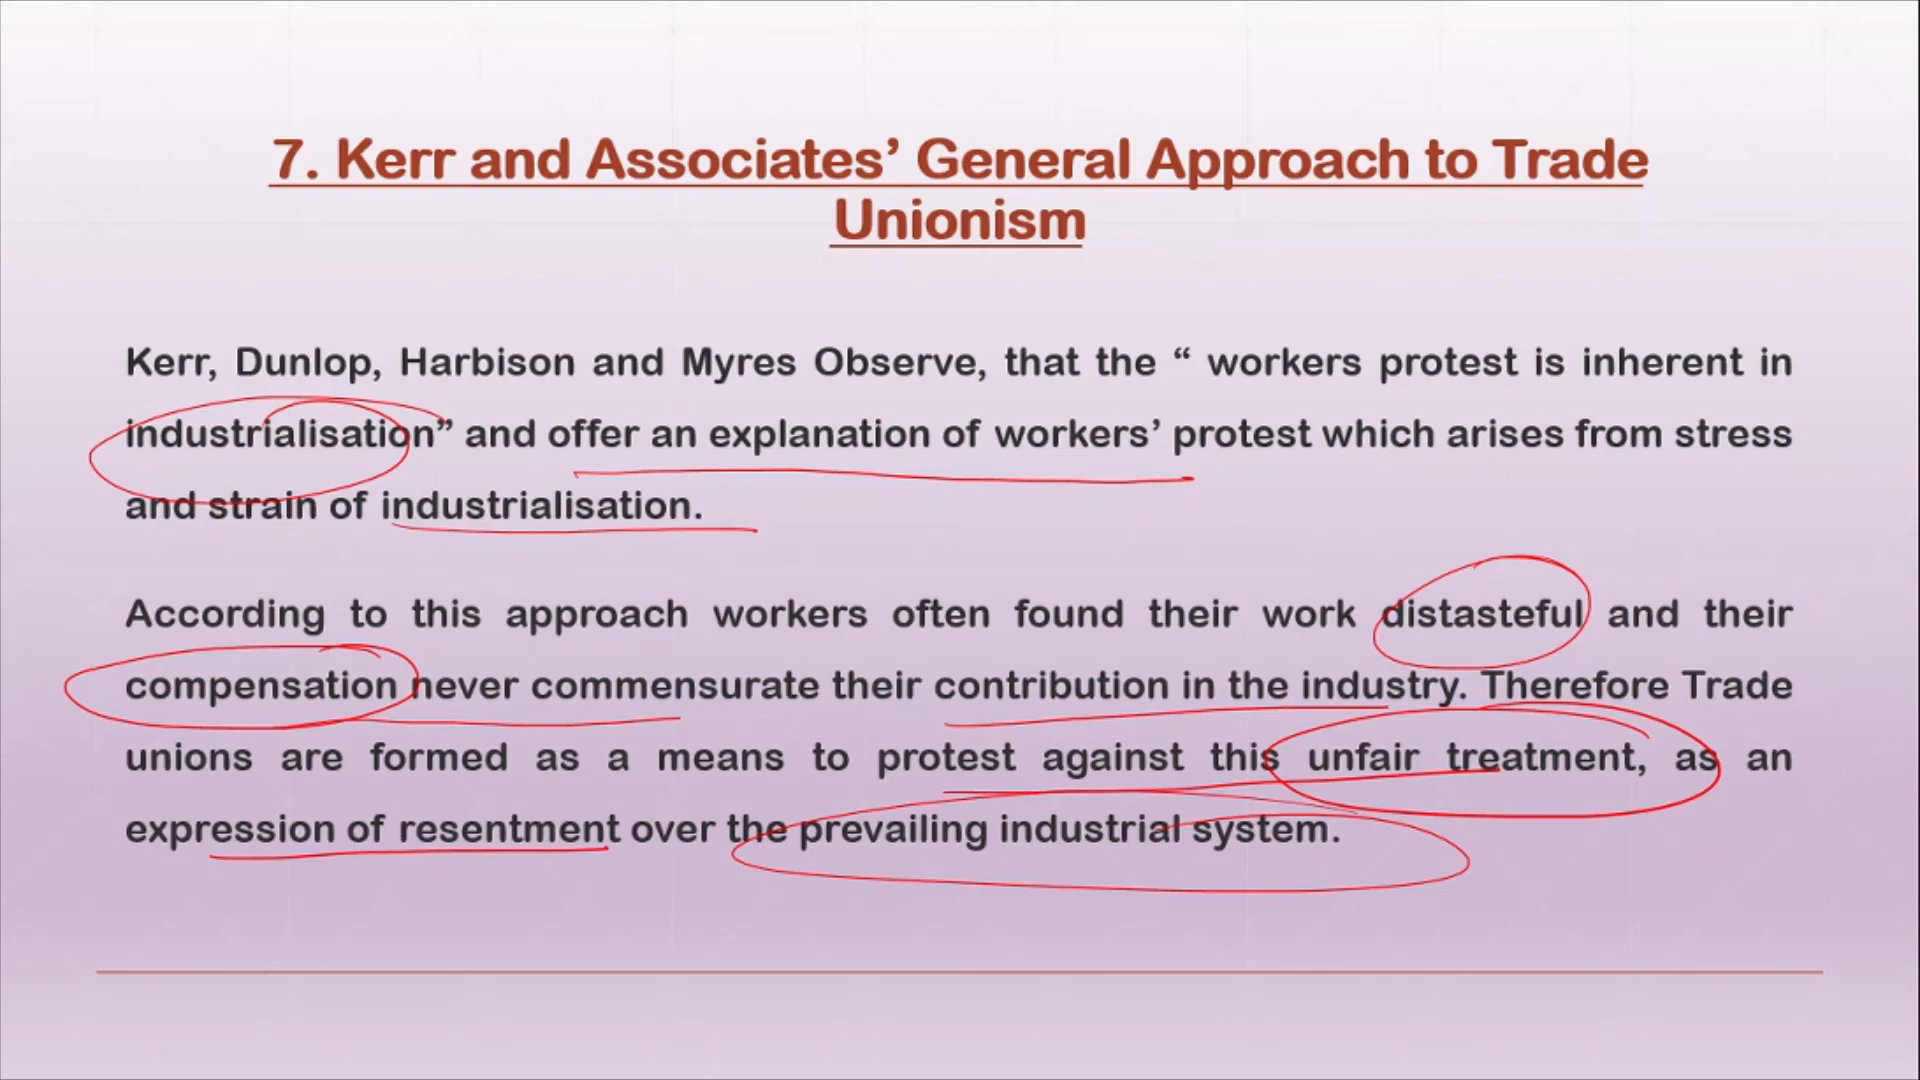 7. Kerr and Associates’ General Approach to Trade
Unionism
Kerr, Dunlop, Harbison and Myres Observe, that the “ workers protest is inherent in
industrialisation” and offer an explanation of workers’ protest which arises from stress
and strain of industrialisation.
According to this approach workers often found their work distasteful and their
compensation never commensurate their contribution in the industry. Therefore Trade
unions are formed as a means to protest against this unfair treatment, as an
expression of resentment over the prevailing industrial system.